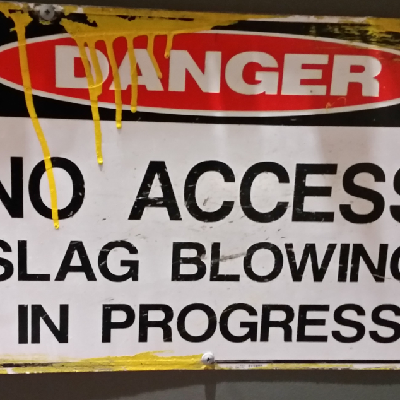 DANGER
NO ACCESS
SLAG BLOWING
IN PROGRESS